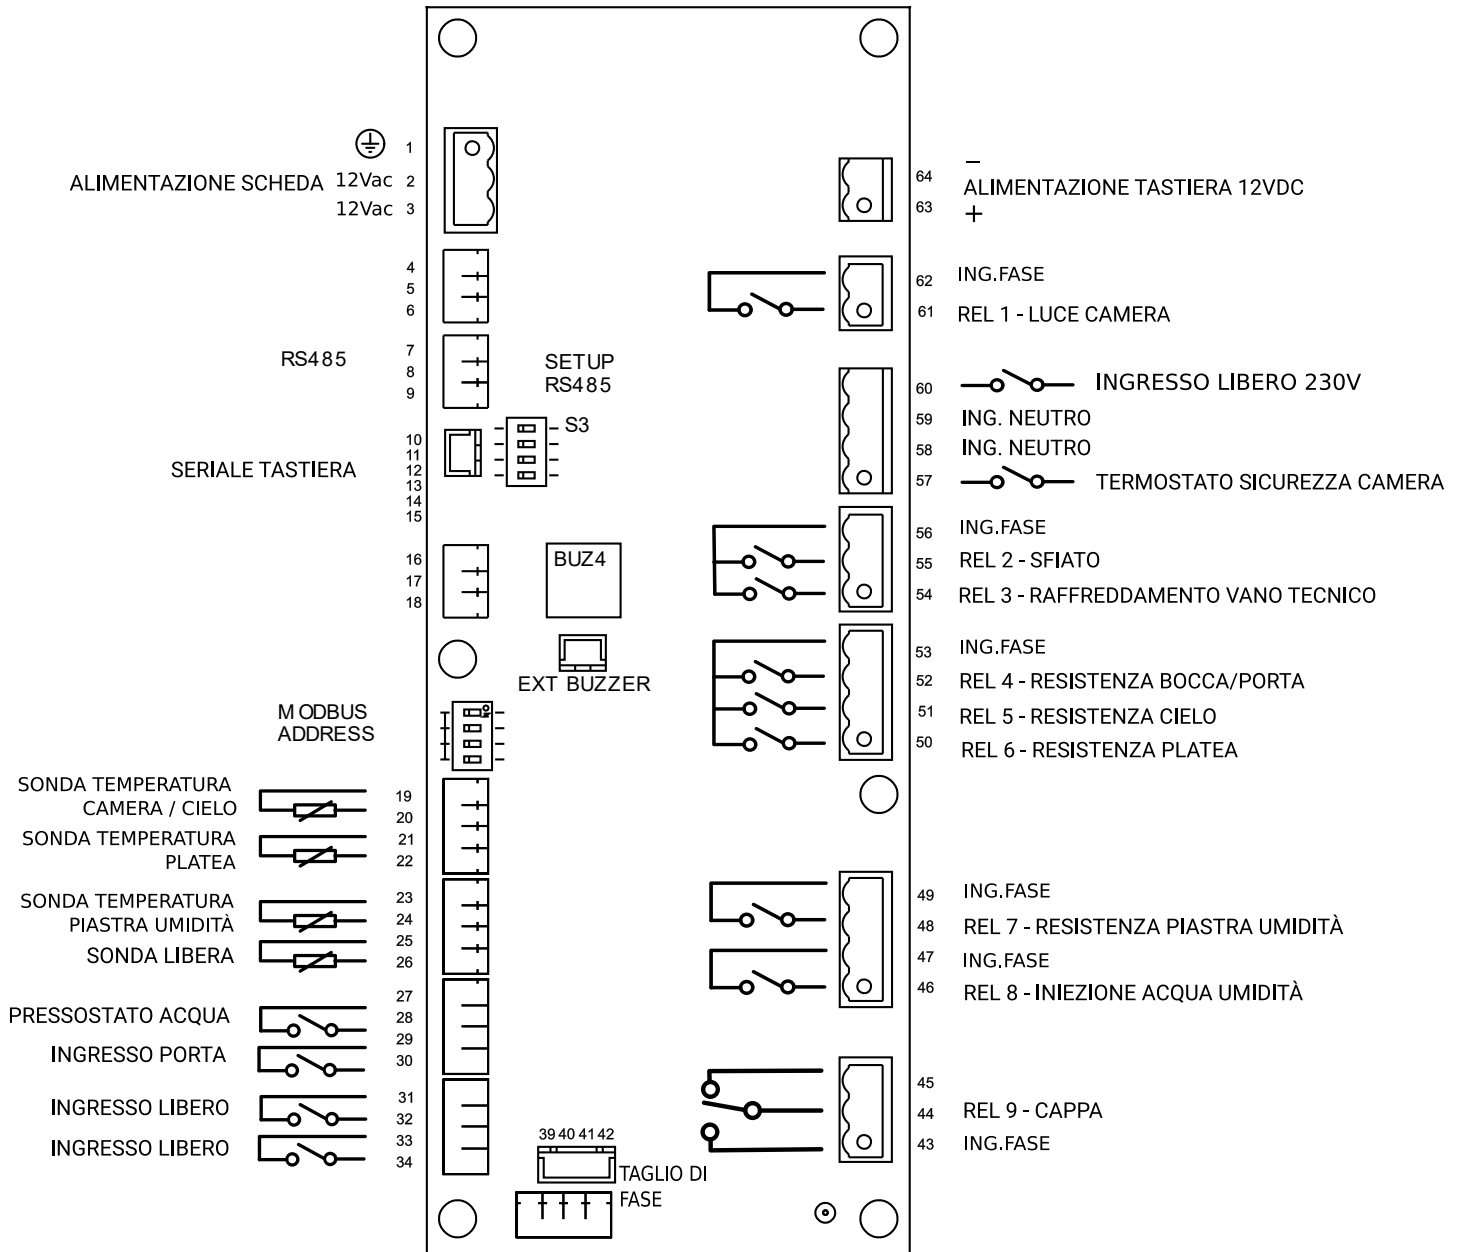 1
ALIMENTAZIONE SCHEDA 12Vac 2
12Vac 3
4
5
6
7
RS485 8
9
SETUP
RS485
S3
10
11
SERIALE TASTIERA 12
13
14
15
16
17
18
BUZ4
EXT BUZZER
MODBUS
ADDRESS
SONDA TEMPERATURA 19
CAMERA / CIELO 20
SONDA TEMPERATURA 21
PLATEA 22
SONDA TEMPERATURA 23
PIASTRA UMIDITÀ 24
25
SONDA LIBERA 26
27
PRESSOSTATO ACQUA 28
29
INGRESSO PORTA 30
31
INGRESSO LIBERO 32
33
INGRESSO LIBERO 34
39 40 41 42
TAGLIO DI
FASE
64 −
ALIMENTAZIONE TASTIERA 12VDC
63 +
62 ING.FASE
61 REL 1 - LUCE CAMERA
60 INGRESSO LIBERO 230V
59 ING. NEUTRO
58 ING. NEUTRO
57 TERMOSTATO SICUREZZA CAMERA
56 ING.FASE
55 REL 2 - SFIATO
54 REL 3 - RAFFREDDAMENTO VANO TECNICO
53 ING.FASE
52 REL 4 - RESISTENZA BOCCA/PORTA
51 REL 5 - RESISTENZA CIELO
50 REL 6 - RESISTENZA PLATEA
49 ING.FASE
48 REL 7 - RESISTENZA PIASTRA UMIDITÀ
47 ING.FASE
46 REL 8 - INIEZIONE ACQUA UMIDITÀ
45
44 REL 9 - CAPPA
43 ING.FASE